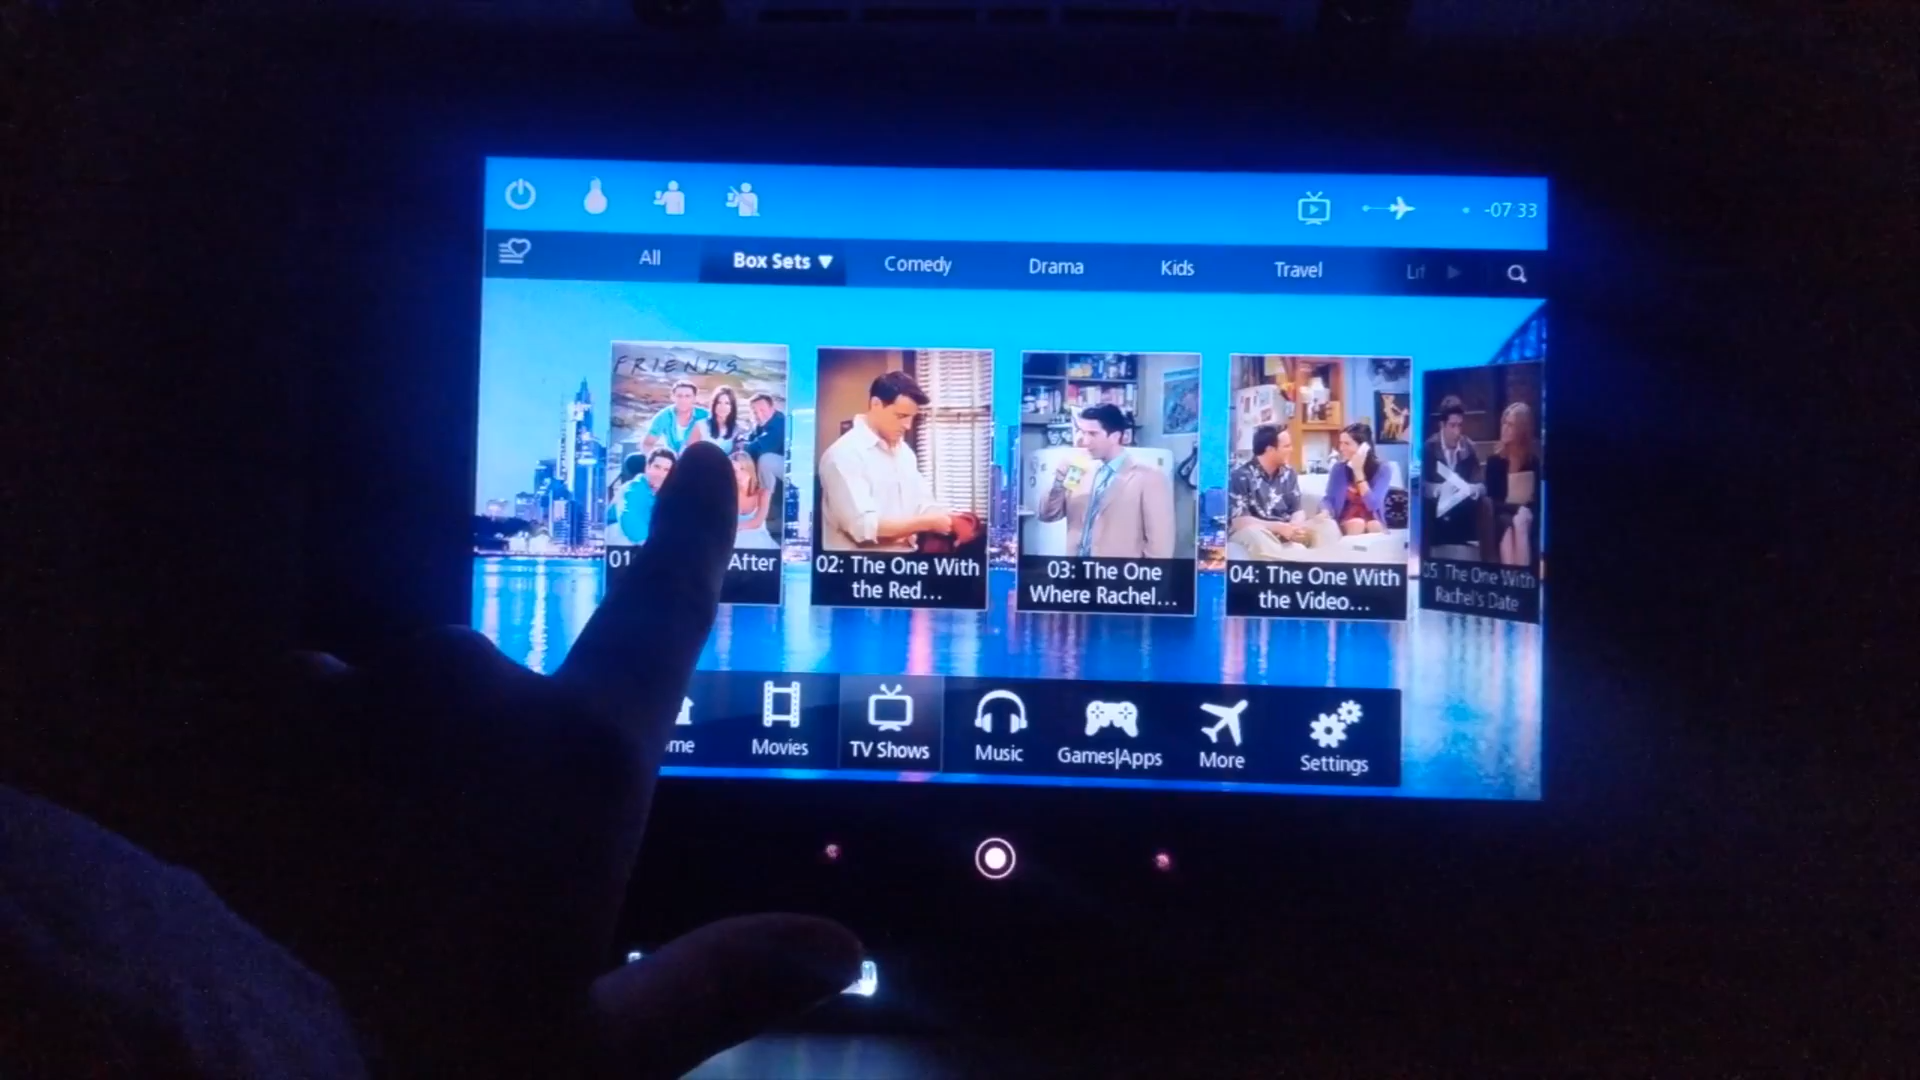 -07:33
All
Box Sets ▼
Comedy
Drama
Kids
Travel
FRIENDS
01
After
02: The One With
the Red...
03: The One
Where Rachel...
04: The One With
the Video...
05: The One With
Rachel's Date
me
Movies
TV Shows
Music
Games|Apps
More
Settings